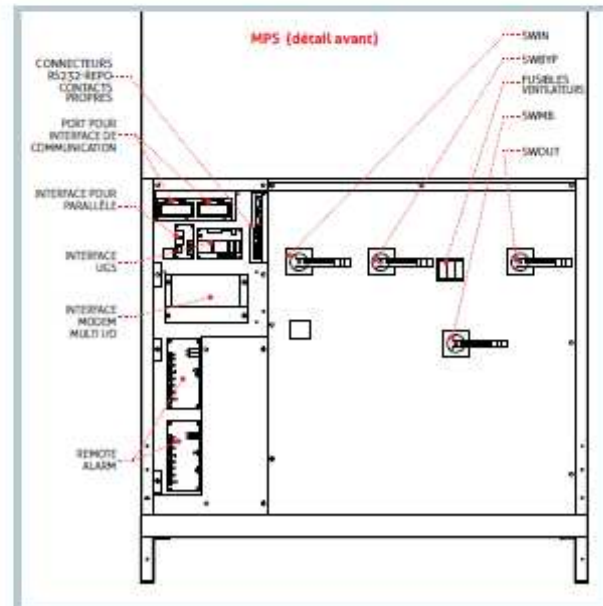 MPS (détail avant)
CONNECTEURS
RS232-REPO
CONTACTS
PROPRES
PORT POUR
INTERFACE DE
COMMUNICATION
INTERFACE POUR
PARALLÈLE
INTERFACE
UGS
INTERFACE
MODEM
MULTI I/O
REMOTE
ALARM
SWIN
SWBYP
FUSIBLES
VENTILATEURS
SWMB
SWOUT